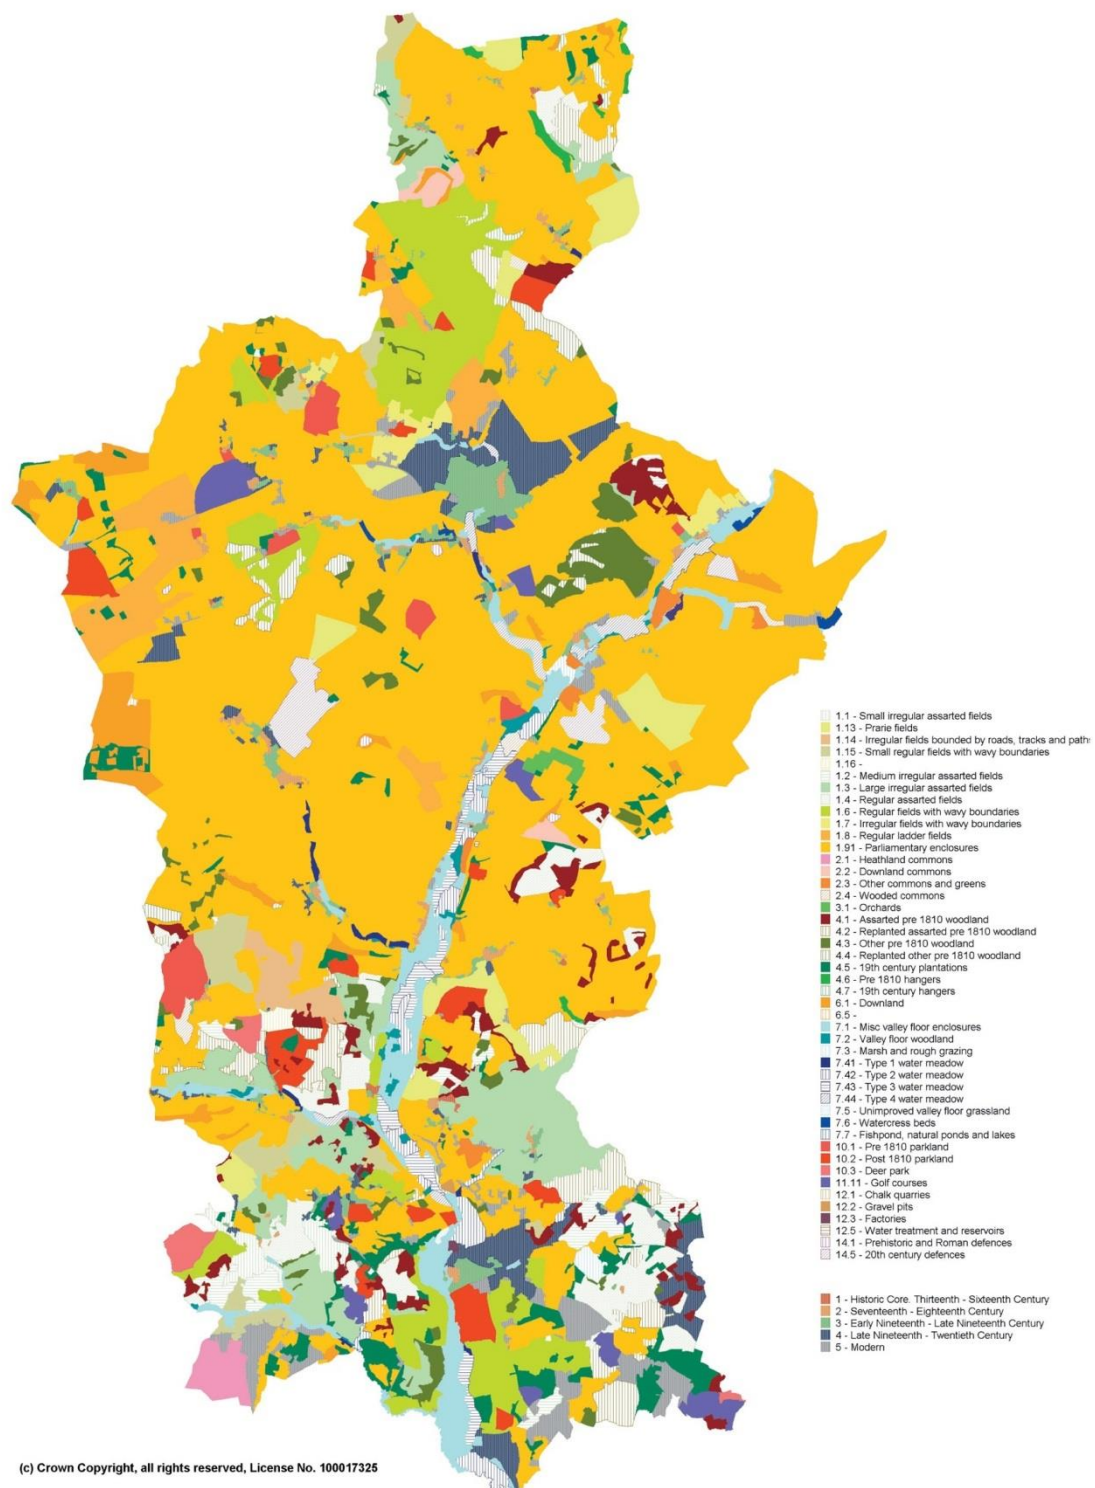 1.1 - Small irregular assarted fields
1.13 - Prarie fields
1.14 - Irregular fields bounded by roads, tracks and path
1.15 - Small regular fields with wavy boundaries
1.16 -
1.2 - Medium irregular assarted fields
1.3 - Large irregular assarted fields
1.4 - Regular assarted fields
1.6 - Regular fields with wavy boundaries
1.7 - Irregular fields with wavy boundaries
1.8 - Regular ladder fields
1.91 - Parliamentary enclosures
2.1 - Heathland commons
2.2 - Downland commons
2.3 - Other commons and greens
2.4 - Wooded commons
3.1 - Orchards
4.1 - Assarted pre 1810 woodland
4.2 - Replanted assarted pre 1810 woodland
4.3 - Other pre 1810 woodland
4.4 - Replanted other pre 1810 woodland
4.5 - 19th century plantations
4.6 - Pre 1810 hangers
4.7 - 19th century hangers
6.1 - Downland
6.5 -
7.1 - Misc valley floor enclosures
7.2 - Valley floor woodland
7.3 - Marsh and rough grazing
7.41 - Type 1 water meadow
7.42 - Type 2 water meadow
7.43 - Type 3 water meadow
7.44 - Type 4 water meadow
7.5 - Unimproved valley floor grassland
7.6 - Watercress beds
7.7 - Fishpond, natural ponds and lakes
10.1 - Pre 1810 parkland
10.2 - Post 1810 parkland
10.3 - Deer park
11.11 - Golf courses
12.1 - Chalk quarries
12.2 - Gravel pits
12.3 - Factories
12.5 - Water treatment and reservoirs
14.1 - Prehistoric and Roman defences
14.5 - 20th century defences
1 - Historic Core. Thirteenth - Sixteenth Century
2 - Seventeenth - Eighteenth Century
3 - Early Nineteenth - Late Nineteenth Century
4 - Late Nineteenth - Twentieth Century
5 - Modern
(c) Crown Copyright, all rights reserved, License No. 100017325